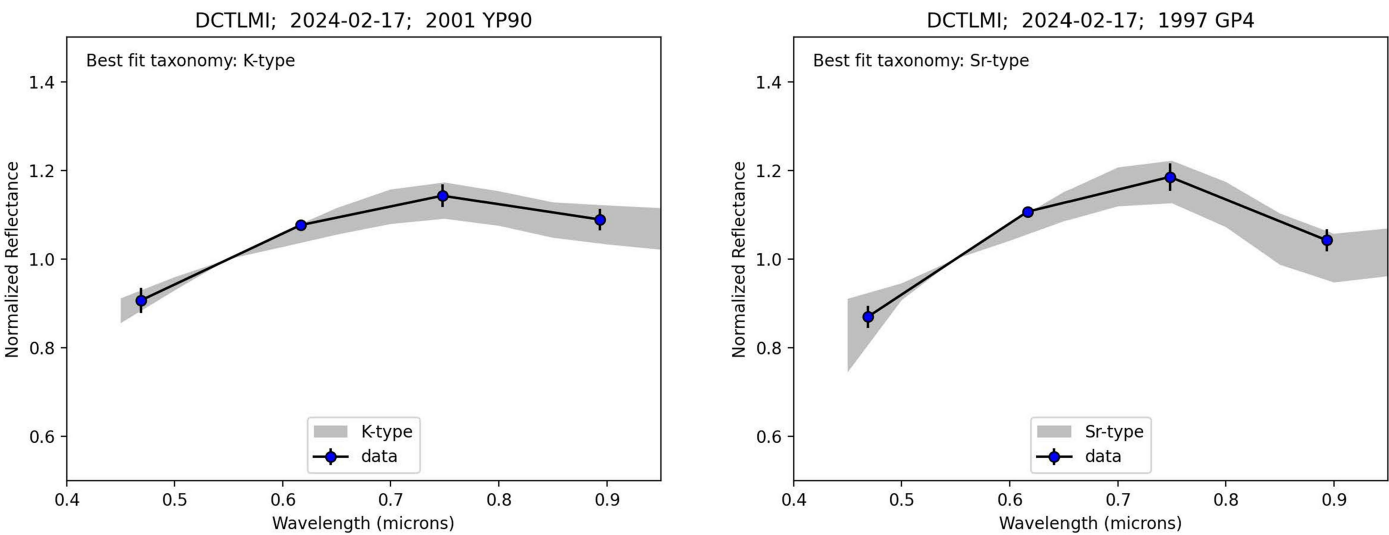 DCTLMI;  2024-02-17;  2001 YP90
Best fit taxonomy: K-type
Normalized Reflectance
1.4
1.2
1.0
0.8
0.6
K-type
data
0.4 0.5 0.6 0.7 0.8 0.9
Wavelength (microns)
DCTLMI;  2024-02-17;  1997 GP4
Best fit taxonomy: Sr-type
Normalized Reflectance
1.4
1.2
1.0
0.8
0.6
Sr-type
data
0.4 0.5 0.6 0.7 0.8 0.9
Wavelength (microns)